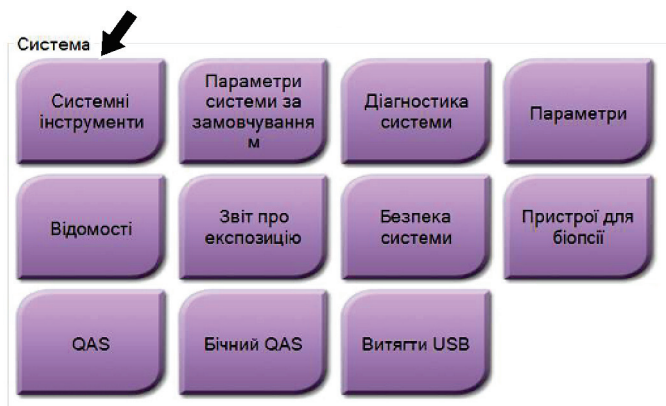 Система
Системні
інструменти
Параметри
системи за
замовчування
м
Діагностика
системи
Параметри
Відомості
Звіт про
експозицію
Безпека
системи
Пристрої для
біопсії
QAS
Бічний QAS
Витягти USB